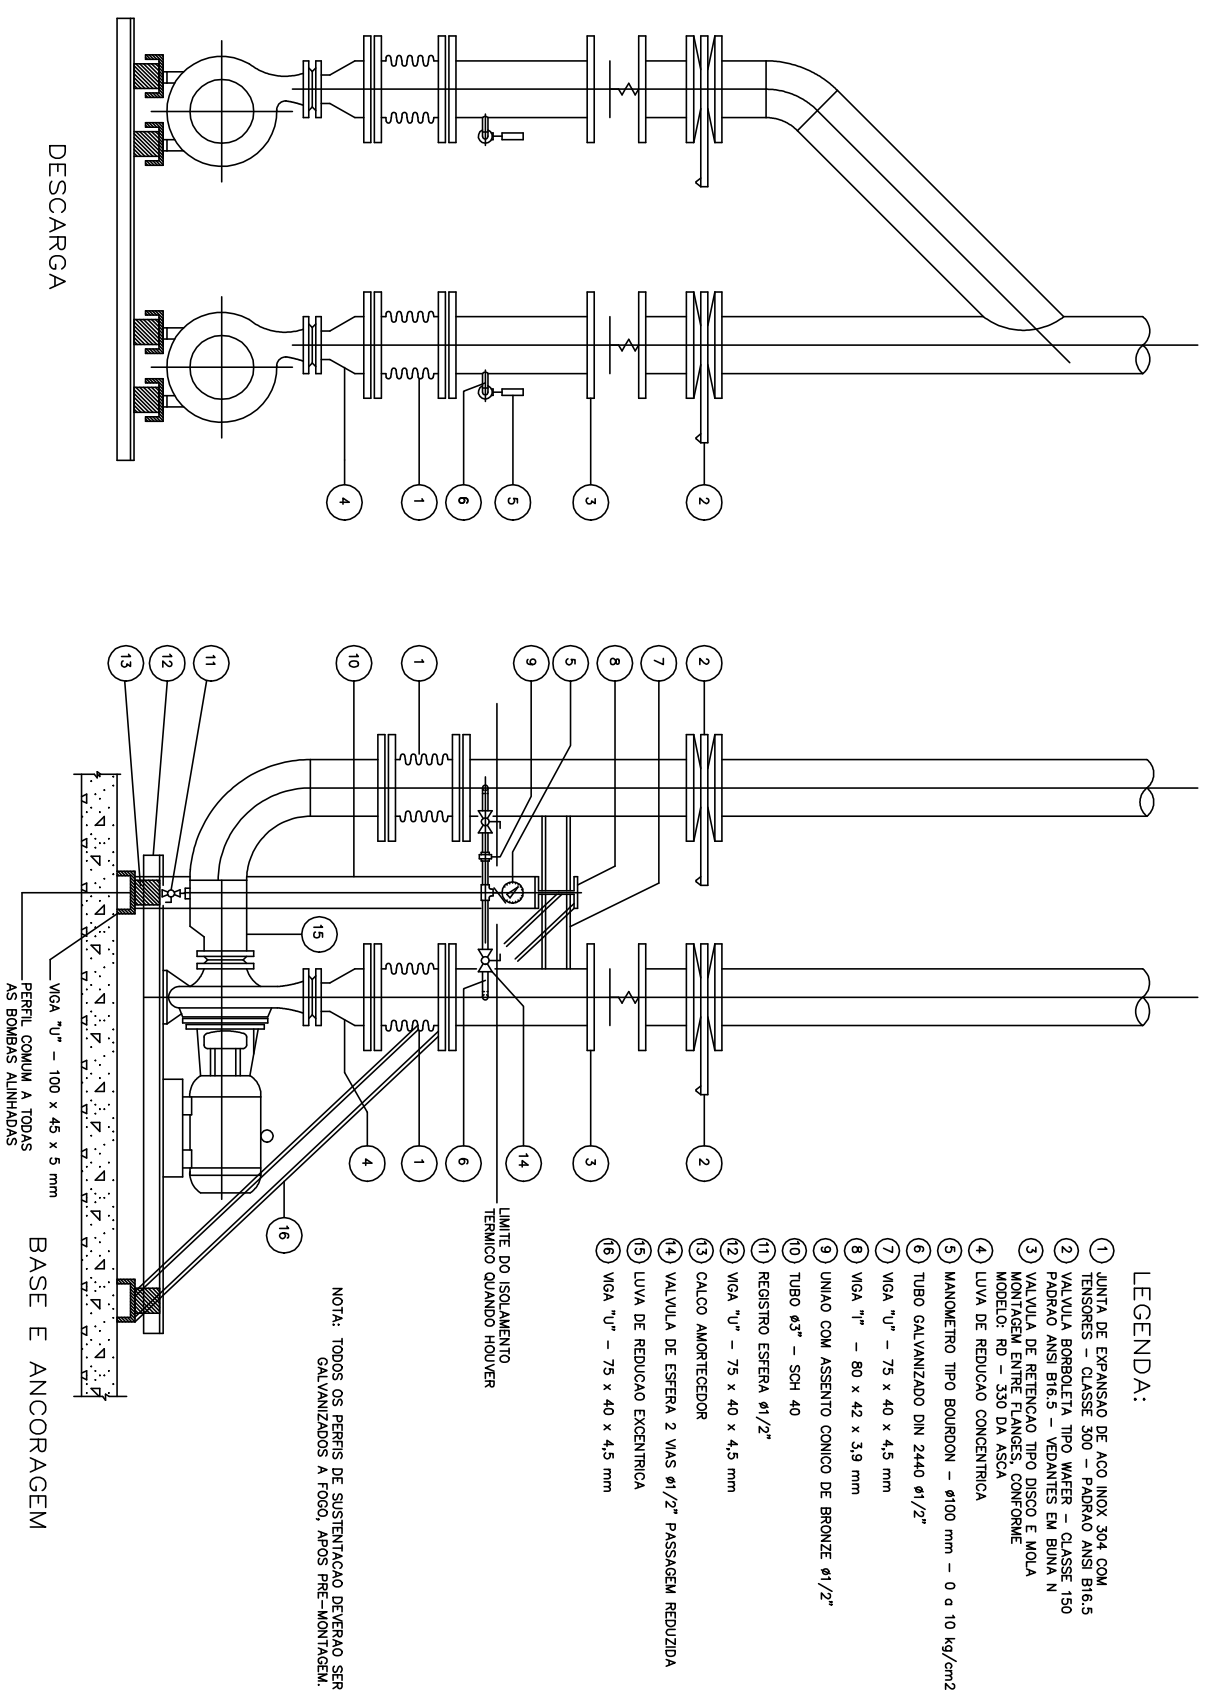 DESCARGA
4
1
6
5
3
2
13
12
11
10
1
9
5
8
7
2
15
4
1
6
14
3
2
16
VIGA "U" - 100 x 45 x 5 mm
PERFIL COMUM A TODAS
AS BOMBAS ALINHADAS
BASE E ANCORAGEM
LIMITE DO ISOLAMENTO
TERMICO QUANDO HOUVER
NOTA: TODOS OS PERFIS DE SUSTENTACAO DEVERAO SER
GALVANIZADOS A FOGO, APOS PRE-MONTAGEM.
LEGENDA:
1 JUNTA DE EXPANSAO DE ACO INOX 304 COM
TENSORES - CLASSE 300 - PADRAO ANSI B16.5
2 VALVULA BORBOLETA TIPO WAFER - CLASSE 150
PADRAO ANSI B16.5 - VEDANTES EM BUNA N
3 VALVULA DE RETENCAO TIPO DISCO E MOLA
MONTAGEM ENTRE FLANGES, CONFORME
MODELO: RD - 330 DA ASCA
4 LUVA DE REDUCAO CONCENTRICA
5 MANOMETRO TIPO BOURDON - ø100 mm - 0 a 10 kg/cm2
6 TUBO GALVANIZADO DIN 2440 ø1/2"
7 VIGA "U" - 75 x 40 x 4,5 mm
8 VIGA "I" - 80 x 42 x 3,9 mm
9 UNIAO COM ASSENTO CONICO DE BRONZE ø1/2"
10 TUBO ø3" - SCH 40
11 REGISTRO ESFERA ø1/2"
12 VIGA "U" - 75 x 40 x 4,5 mm
13 CALCO AMORTECEDOR
14 VALVULA DE ESFERA 2 VIAS ø1/2" PASSAGEM REDUZIDA
15 LUVA DE REDUCAO EXCENTRICA
16 VIGA "U" - 75 x 40 x 4,5 mm